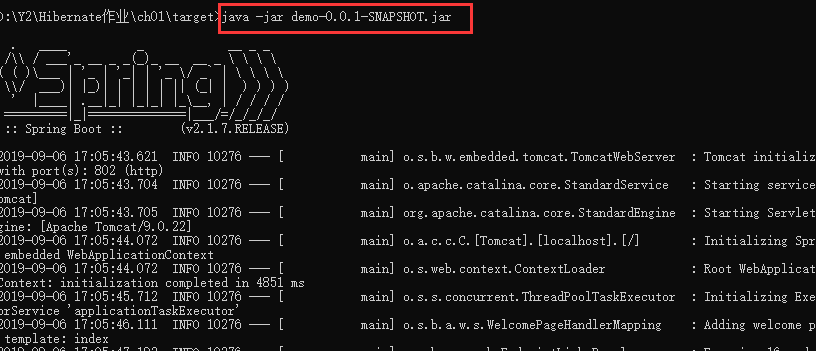 D:\Y2\Hibernate作业\ch01\target>java -jar demo-0.0.1-SNAPSHOT.jar
:: Spring Boot :: (v2.1.7.RELEASE)
2019-09-06 17:05:43.621 INFO 10276 --- [ main] o.s.b.w.embedded.tomcat.TomcatWebServer : Tomcat initializ
with port(s): 802 (http)
2019-09-06 17:05:43.704 INFO 10276 --- [ main] o.apache.catalina.core.StandardService : Starting service
omcat]
2019-09-06 17:05:43.705 INFO 10276 --- [ main] org.apache.catalina.core.StandardEngine : Starting Servlet
gine: [Apache Tomcat/9.0.22]
2019-09-06 17:05:44.072 INFO 10276 --- [ main] o.a.c.c.C.[Tomcat].[localhost].[/] : Initializing Spr
embedded WebApplicationContext
2019-09-06 17:05:44.072 INFO 10276 --- [ main] o.s.web.context.ContextLoader : Root WebApplicat
Context: initialization completed in 4851 ms
2019-09-06 17:05:45.712 INFO 10276 --- [ main] o.s.s.concurrent.ThreadPoolTaskExecutor : Initializing Exe
orService 'applicationTaskExecutor'
2019-09-06 17:05:46.111 INFO 10276 --- [ main] o.s.b.a.w.s.WelcomePageHandlerMapping : Adding welcome p
template: index